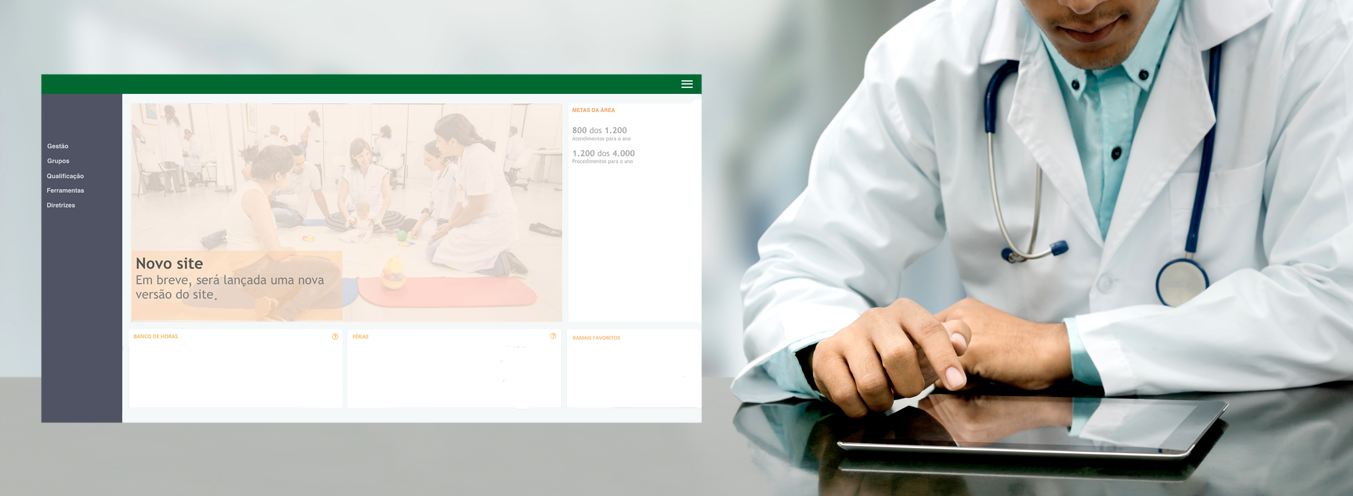 Gestão
Grupos
Qualificação
Ferramentas
Diretrizes
Novo site
Em breve, será lançada uma nova
versão do site.
METAS DA ÁREA
800 dos 1.200
Atendimentos para o ano
1.200 dos 4.000
Procedimentos para o ano
BANCO DE HORAS
FÉRIAS
RAMAIS FAVORITOS